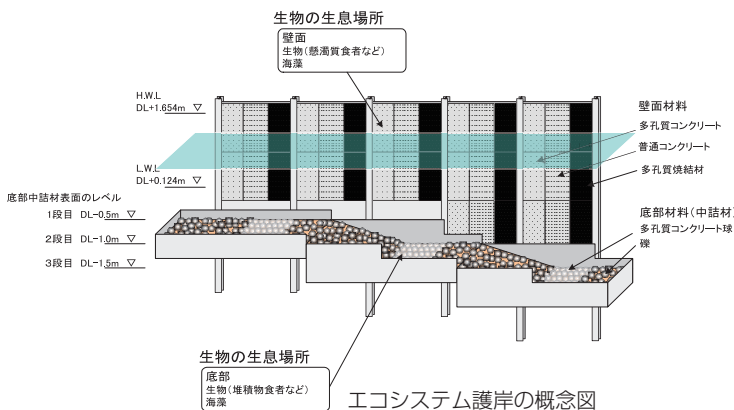 生物の生息場所
壁面
生物（懸濁質食者など）
海藻
H.W.L
DL+1.654m ▽
L.W.L
DL+0.124m ▽
底部中詰材表面のレベル
1段目 DL-0.5m ▽
2段目 DL-1.0m ▽
3段目 DL-1.5m ▽
壁面材料
多孔質コンクリート
普通コンクリート
多孔質焼結材
底部材料（中詰材）
多孔質コンクリート球
礫
生物の生息場所
底部
生物（堆積物食者など）
海藻
エコシステム護岸の概念図